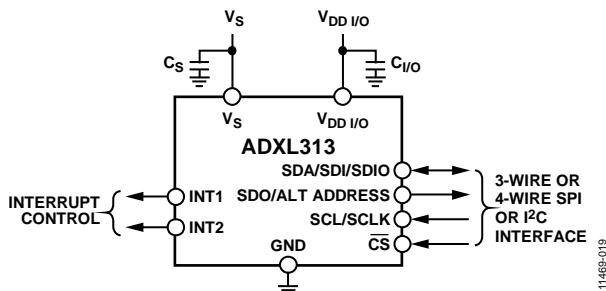 VS
VDD I/O
CS
CI/O
VS
VDD I/O
ADXL313
SDA/SDI/SDIO
SDO/ALT ADDRESS
SCL/SCLK
CS
INT1
INT2
GND
INTERRUPT
CONTROL
3-WIRE OR
4-WIRE SPI
OR I2C
INTERFACE
11469-019